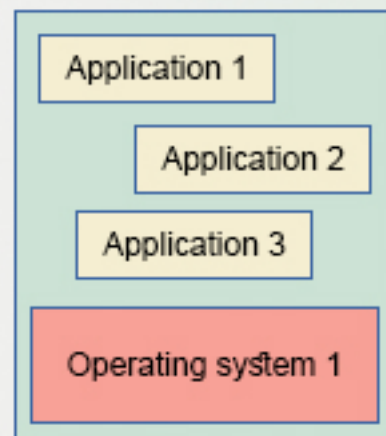 Application 1
Application 2
Application 3
Operating system 1